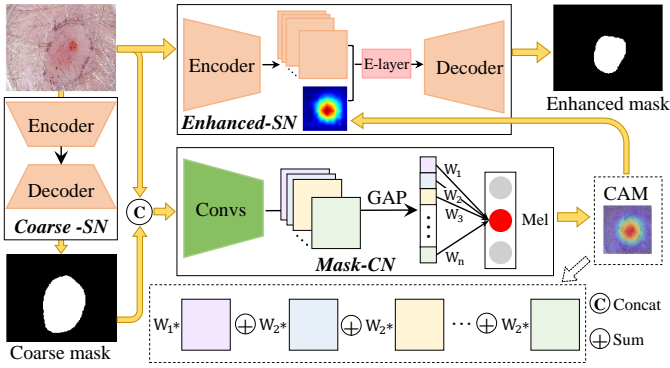 Encoder
E-layer
Decoder
Enhanced-SN
Enhanced mask
Encoder
Decoder
Coarse -SN
C
Convs
GAP
W₁
W₂
W₃
Wₙ
Mel
Mask-CN
CAM
Coarse mask
W₁* + W₂* + W₂* ··· + W₂*
C Concat
+ Sum